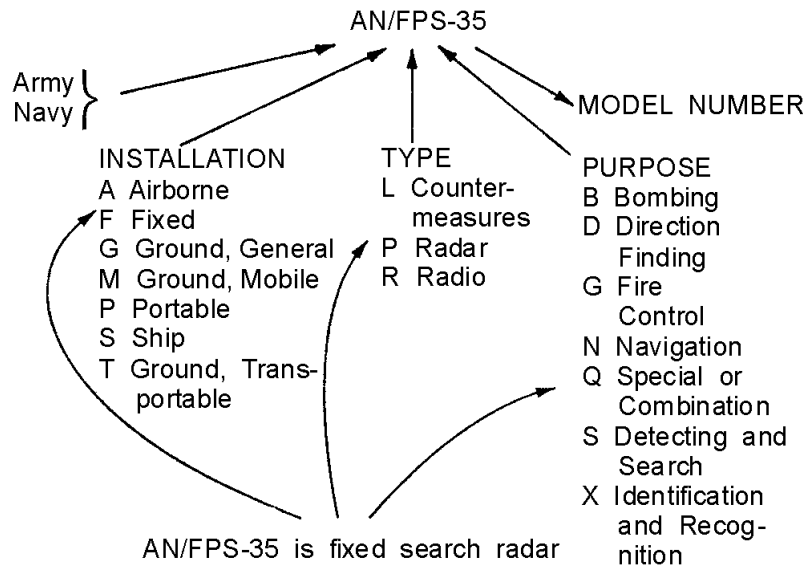 AN/FPS-35
Army
Navy
MODEL NUMBER
INSTALLATION
A Airborne
F Fixed
G Ground, General
M Ground, Mobile
P Portable
S Ship
T Ground, Trans-
portable
TYPE
L Counter-
measures
P Radar
R Radio
PURPOSE
B Bombing
D Direction
Finding
G Fire
Control
N Navigation
Q Special or
Combination
S Detecting and
Search
X Identification
and Recog-
nition
AN/FPS-35 is fixed search radar